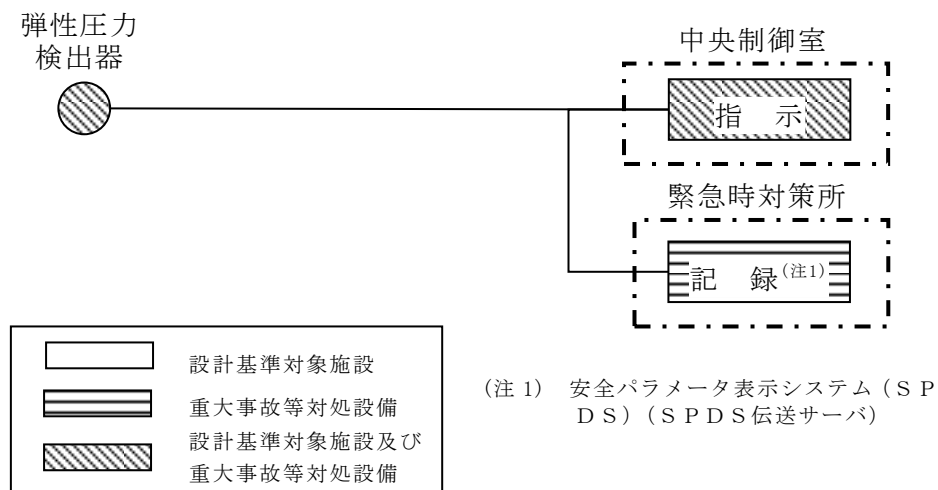 弾性圧力
検出器
中央制御室
指 示
緊急時対策所
記 録(注1)
設計基準対象施設
重大事故等対処設備
設計基準対象施設及び
重大事故等対処設備
(注 1) 安全パラメータ表示システム(SP
DS)(SPDS伝送サーバ)